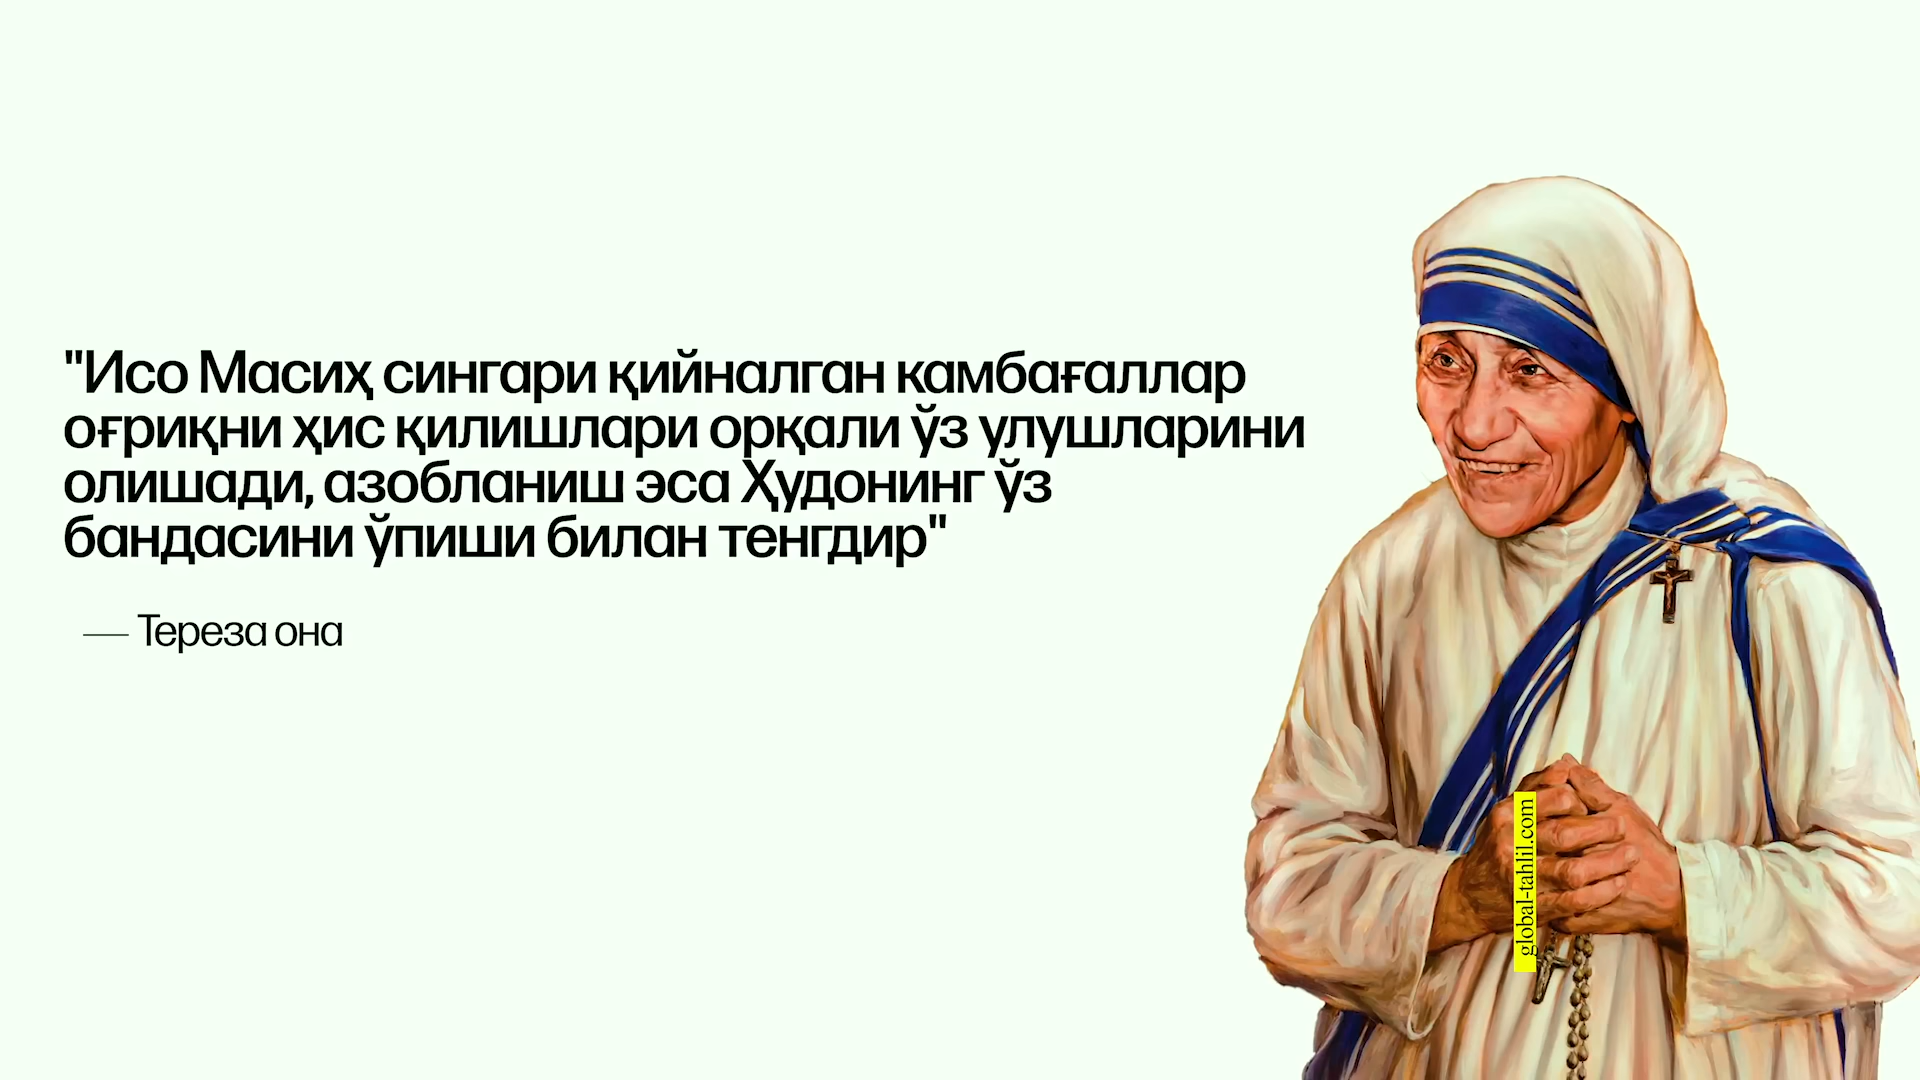 "Исо Масиҳ сингари қийналган камбағаллар
оғриқни ҳис қилишлари орқали ўз улушларини
олишади, азобланиш эса Ҳудонинг ўз
бандасини ўпиши билан тенгдир"
— Тереза она
global-tahlil.com